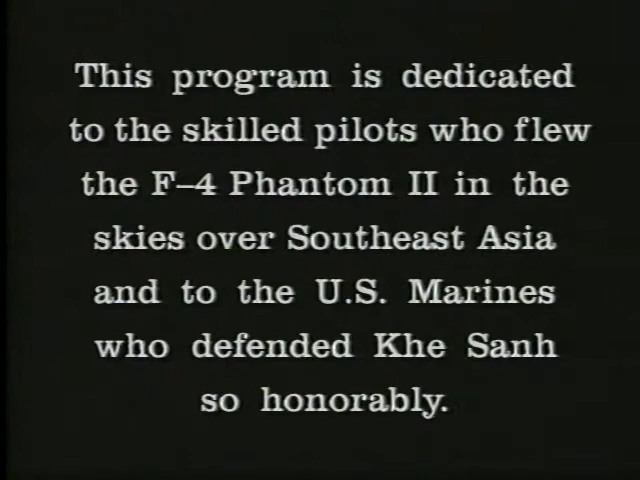 This program is dedicated
to the skilled pilots who flew
the F–4 Phantom II in the
skies over Southeast Asia
and to the U.S. Marines
who defended Khe Sanh
so honorably.